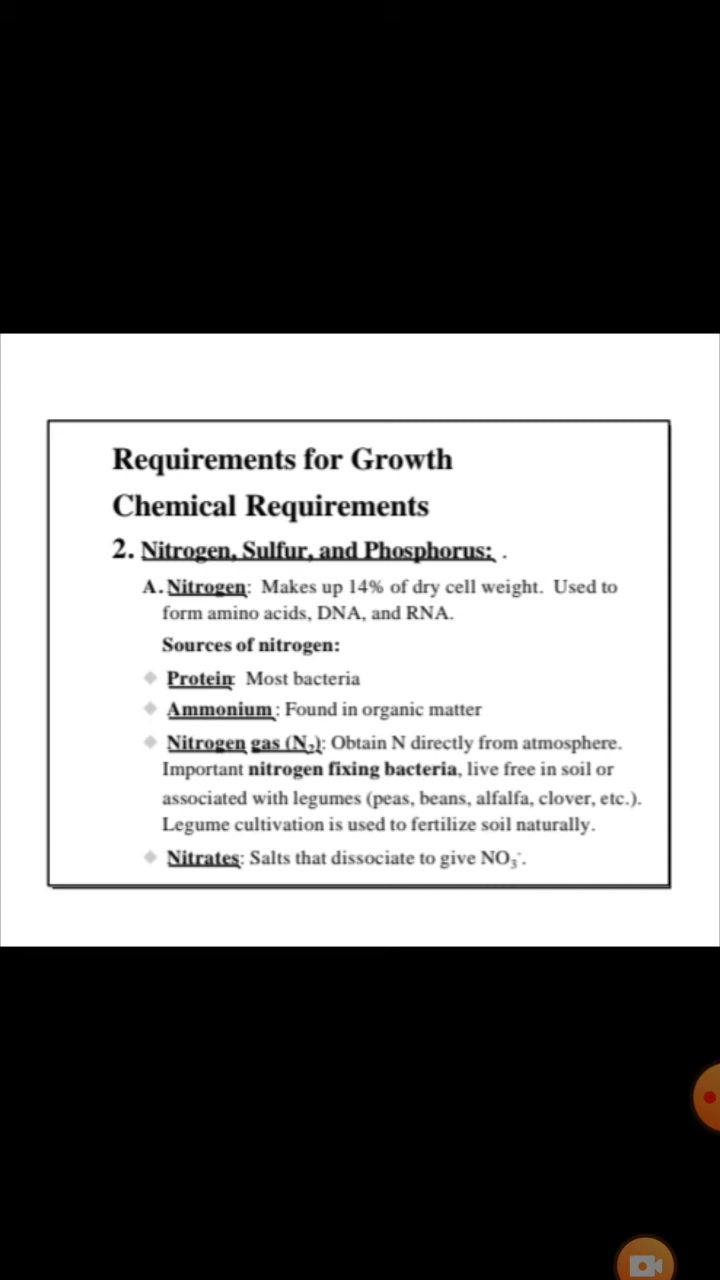 Requirements for Growth
Chemical Requirements
2. Nitrogen, Sulfur, and Phosphorus: .
A. Nitrogen: Makes up 14% of dry cell weight. Used to
form amino acids, DNA, and RNA.
Sources of nitrogen:
◆ Protein: Most bacteria
◆ Ammonium: Found in organic matter
◆ Nitrogen gas (N₂): Obtain N directly from atmosphere.
Important nitrogen fixing bacteria, live free in soil or
associated with legumes (peas, beans, alfalfa, clover, etc.).
Legume cultivation is used to fertilize soil naturally.
◆ Nitrates: Salts that dissociate to give NO₃⁻.